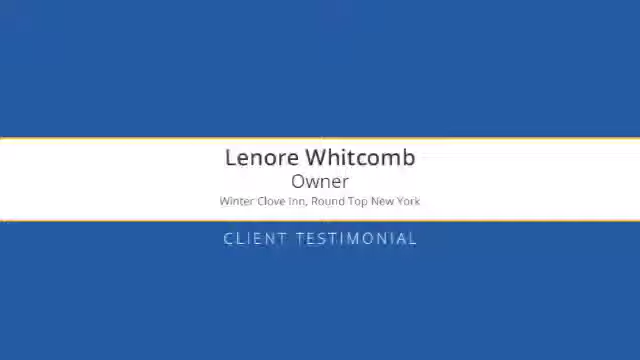 Lenore Whitcomb
Owner
Winter Clove Inn, Round Top New York
CLIENT TESTIMONIAL